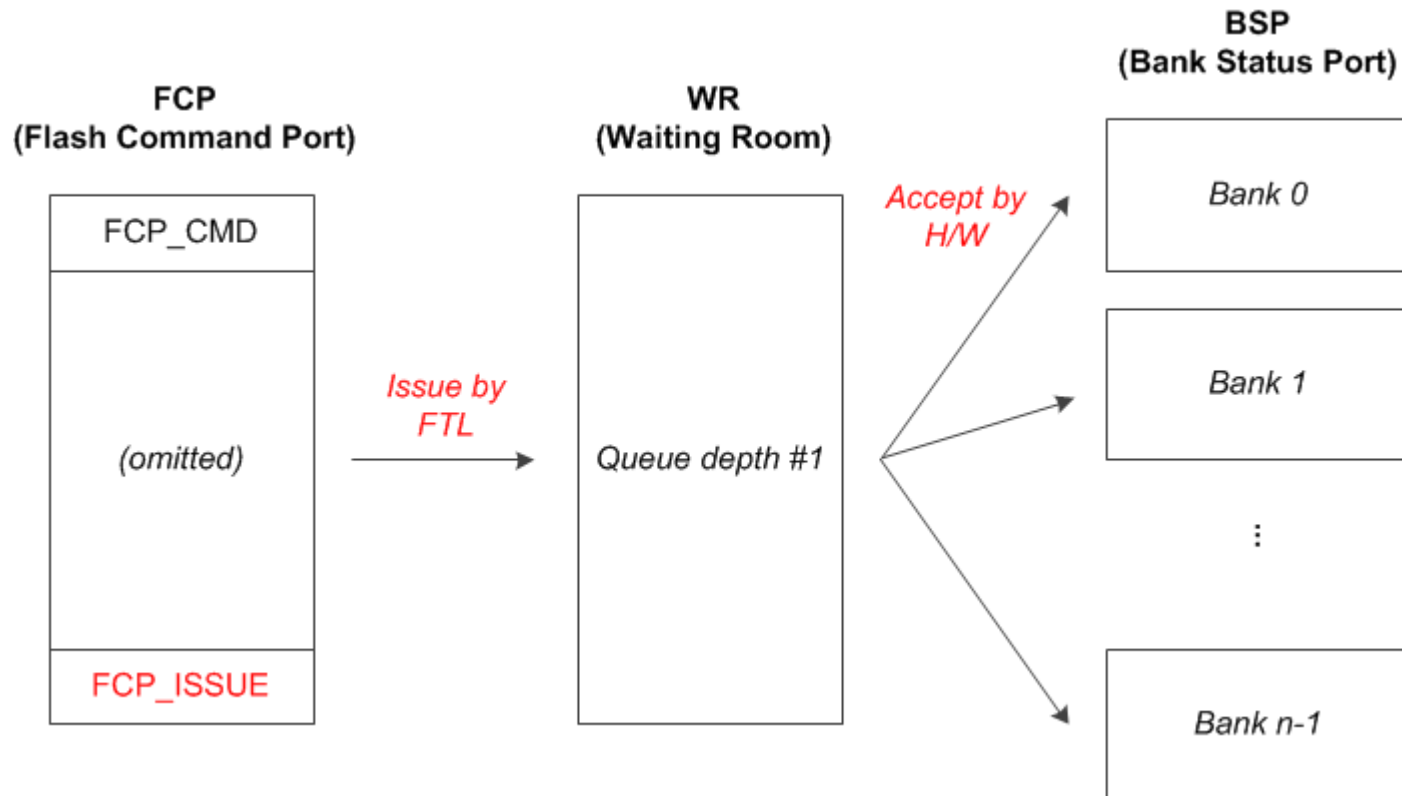 FCP
(Flash Command Port)
FCP_CMD
(omitted)
FCP_ISSUE
Issue by
FTL
WR
(Waiting Room)
Queue depth #1
Accept by
H/W
BSP
(Bank Status Port)
Bank 0
Bank 1
...
Bank n-1